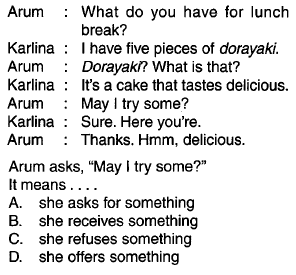 Arum : What do you have for lunch
break?
Karlina : I have five pieces of dorayaki.
Arum : Dorayaki? What is that?
Karlina : It's a cake that tastes delicious.
Arum : May I try some?
Karlina : Sure. Here you're.
Arum : Thanks. Hmm, delicious.
Arum asks, “May I try some?”
It means . . . .
A. she asks for something
B. she receives something
C. she refuses something
D. she offers something